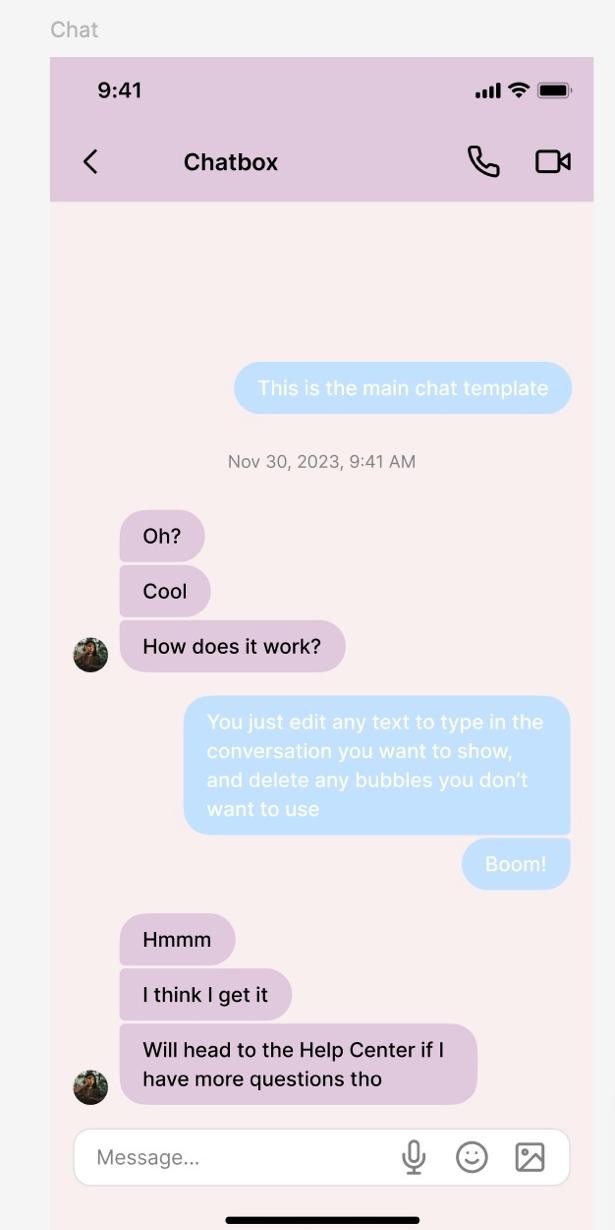 Chat
9:41
Chatbox
This is the main chat template
Nov 30, 2023, 9:41 AM
Oh?
Cool
How does it work?
You just edit any text to type in the
conversation you want to show,
and delete any bubbles you don’t
want to use
Boom!
Hmmm
I think I get it
Will head to the Help Center if I
have more questions tho
Message...